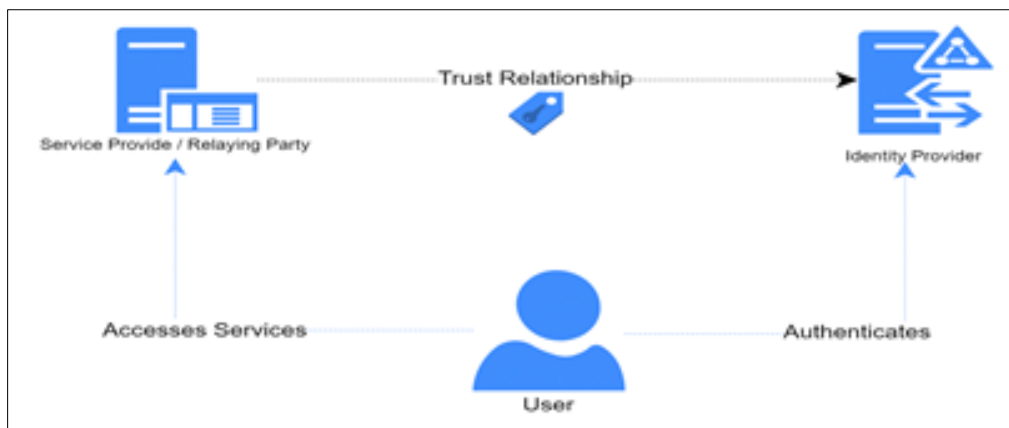 Trust Relationship
Service Provide / Relaying Party
Identity Provider
Accesses Services
Authenticates
User